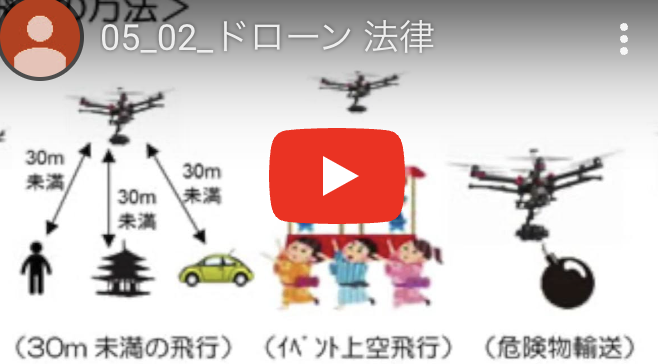 の方法＞
05_02_ドローン 法律
30m
未満
30m
未満
30m
未満
（30m 未満の飛行）
（ｲﾍﾞﾝﾄ上空飛行）
（危険物輸送）